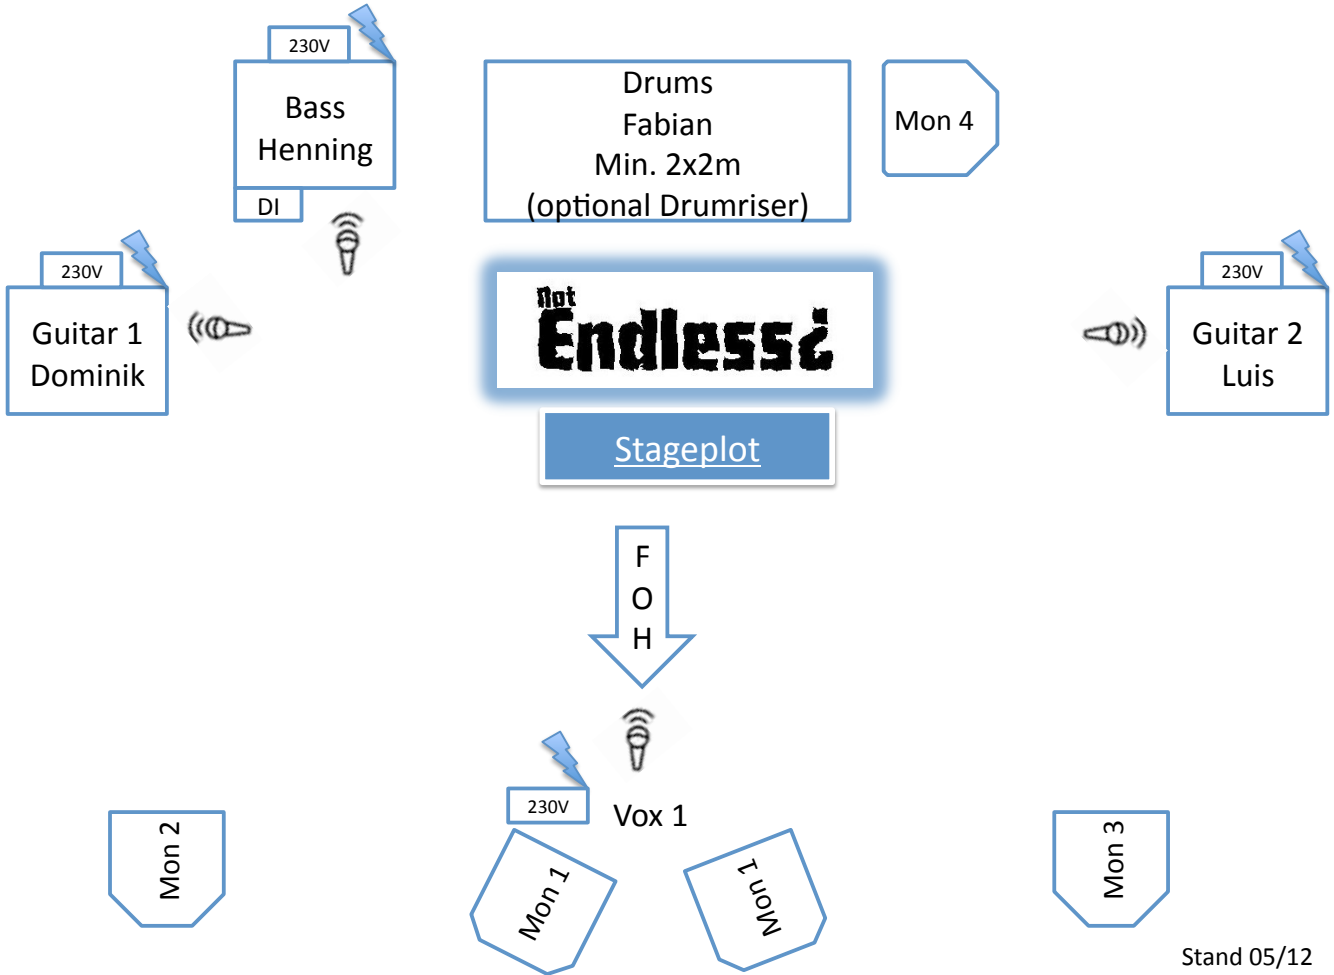 230V
Bass
Henning
DI
Drums
Fabian
Min. 2x2m
(optional Drumriser)
Mon 4
230V
Guitar 1
Dominik
Not
Endless¿
230V
Guitar 2
Luis
Stageplot
F
O
H
230V
Vox 1
Mon 2
Mon 1
Mon 1
Mon 3
Stand 05/12